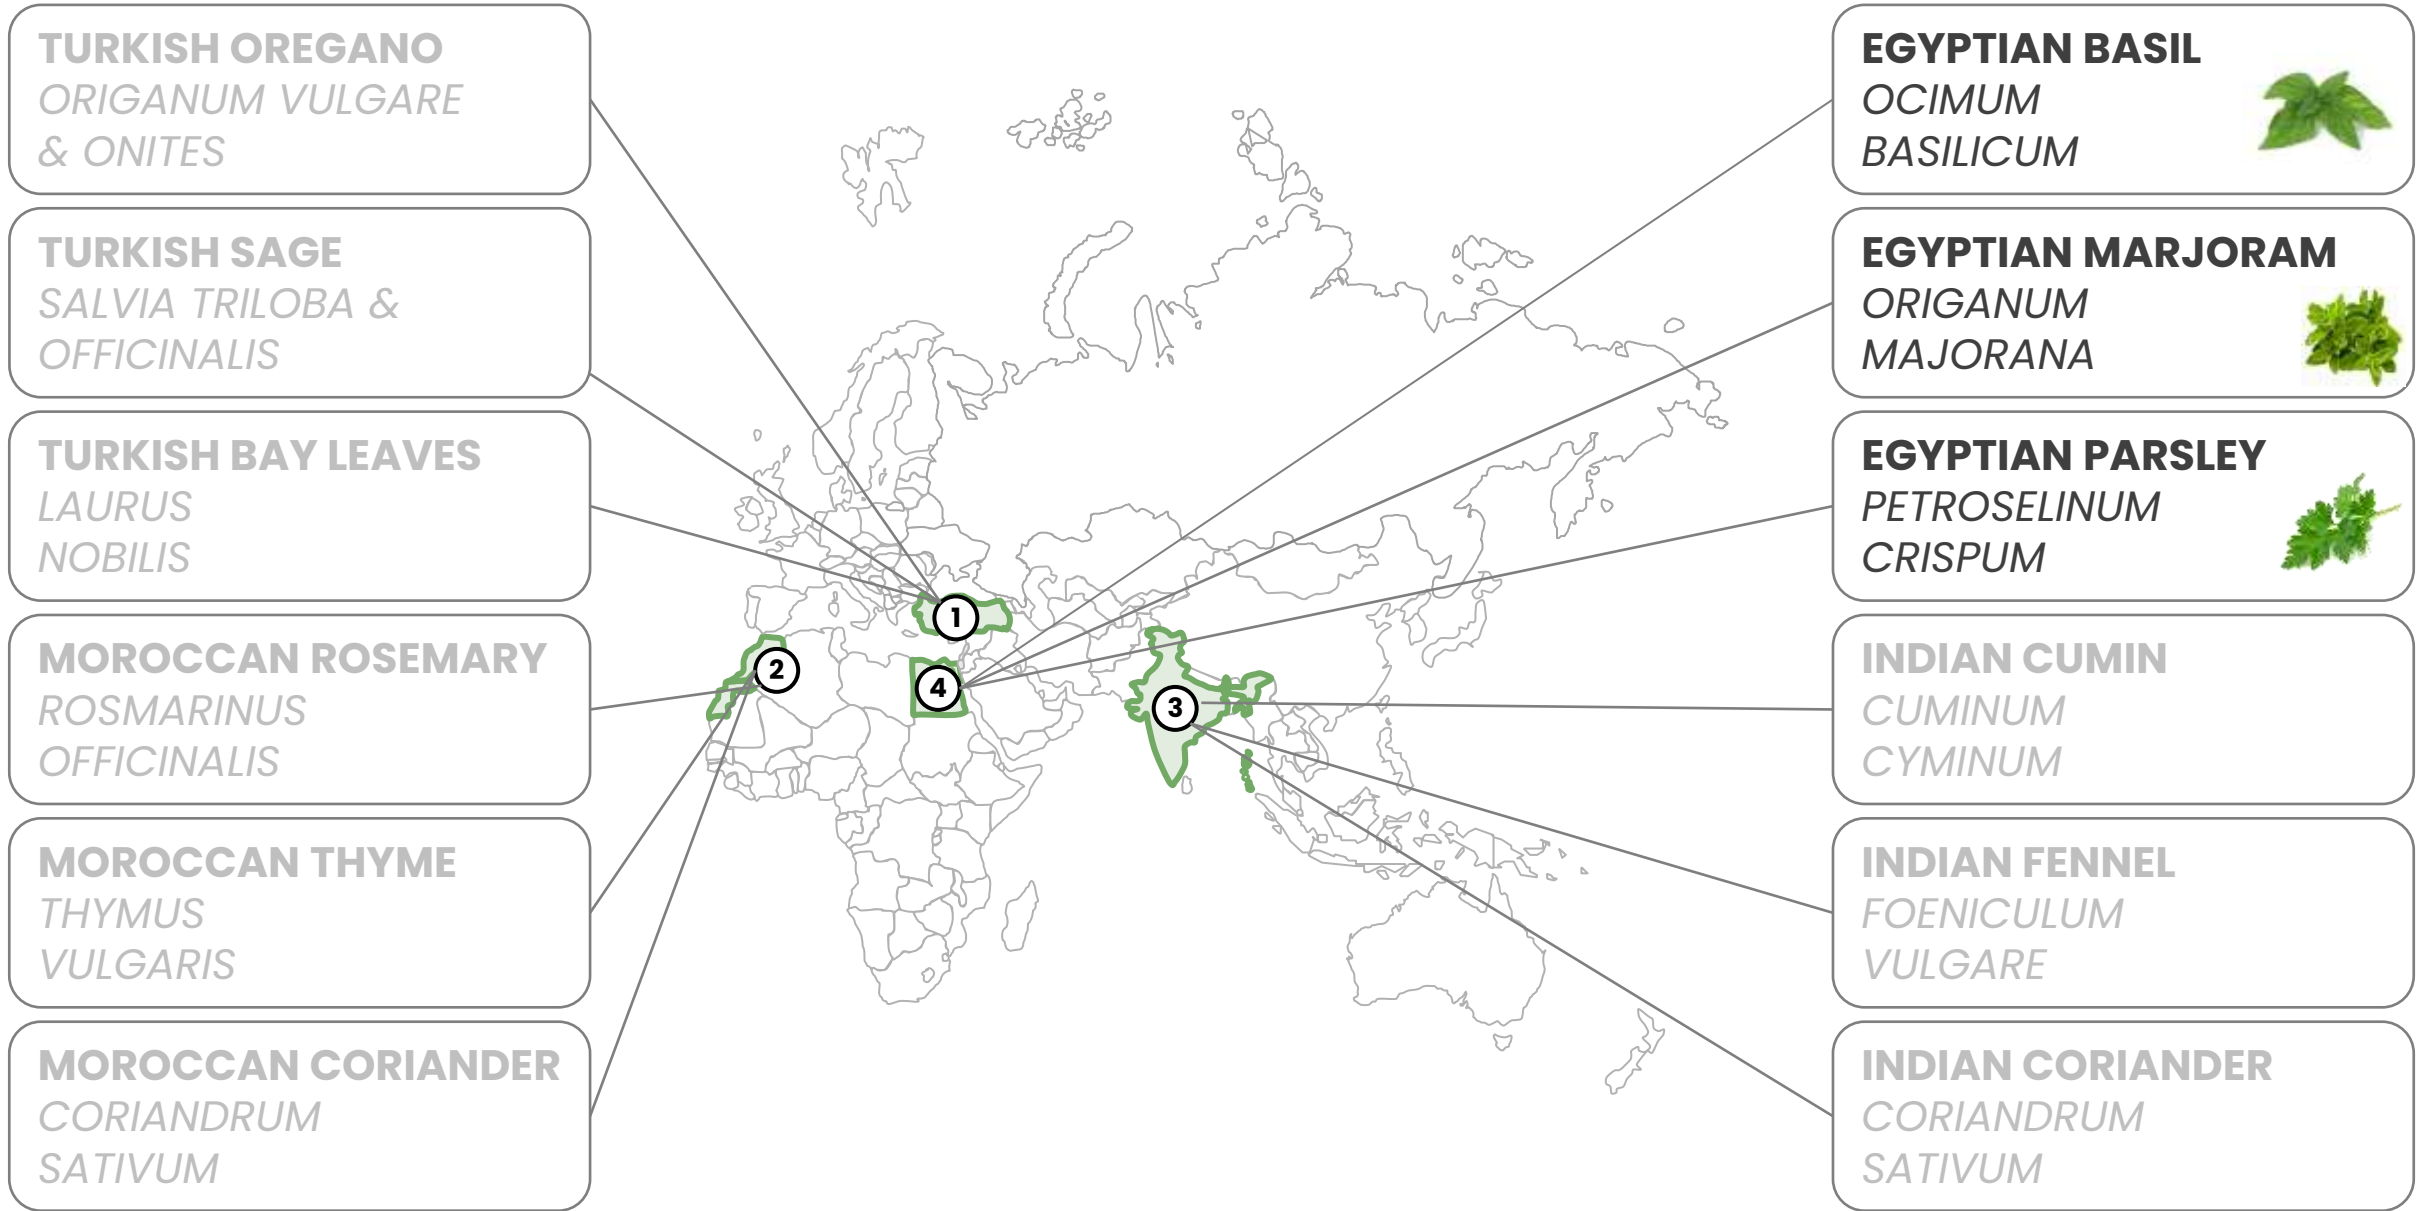 TURKISH OREGANO
ORIGANUM VULGARE
& ONITES
TURKISH SAGE
SALVIA TRILOBA &
OFFICINALIS
TURKISH BAY LEAVES
LAURUS
NOBILIS
MOROCCAN ROSEMARY
ROSMARINUS
OFFICINALIS
MOROCCAN THYME
THYMUS
VULGARIS
MOROCCAN CORIANDER
CORIANDRUM
SATIVUM
1
2
4
3
EGYPTIAN BASIL
OCIMUM
BASILICUM
EGYPTIAN MARJORAM
ORIGANUM
MAJORANA
EGYPTIAN PARSLEY
PETROSELINUM
CRISPUM
INDIAN CUMIN
CUMINUM
CYMINUM
INDIAN FENNEL
FOENICULUM
VULGARE
INDIAN CORIANDER
CORIANDRUM
SATIVUM